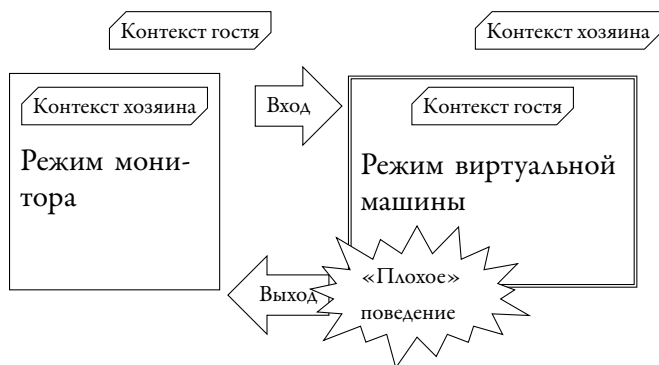 Контекст гостя
Контекст хозяина
Контекст хозяина
Вход
Контекст гостя
Режим мони-
тора
Режим виртуальной
машины
Выход
«Плохое»
поведение